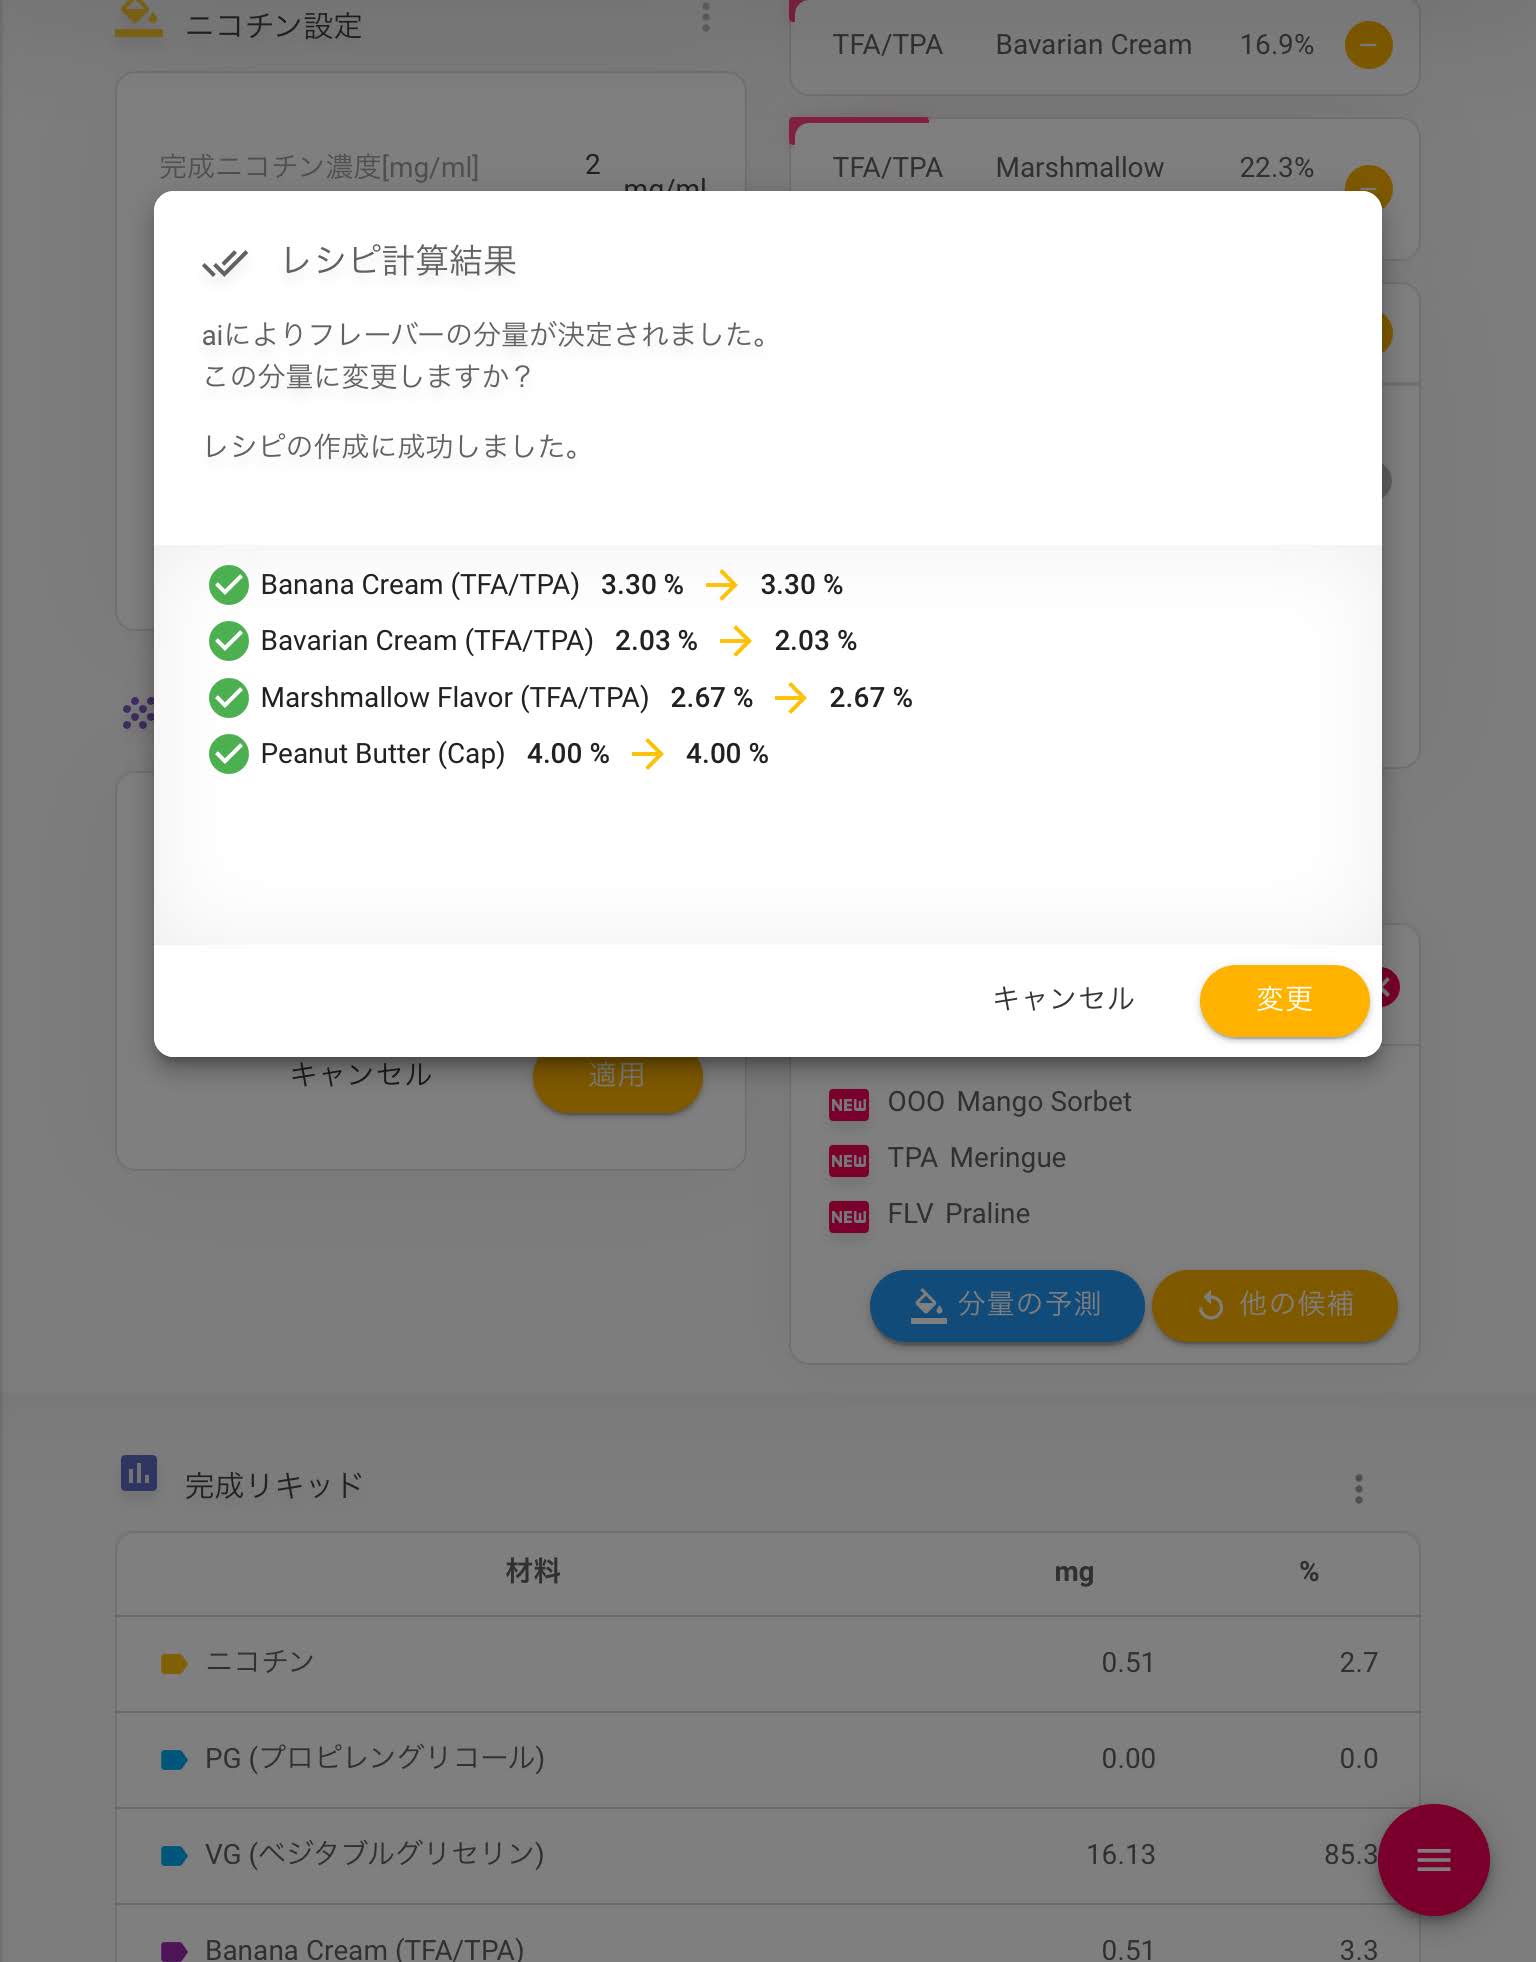 ニコチン設定
TFA/TPA Bavarian Cream 16.9%
完成ニコチン濃度[mg/ml] 2
mg/ml
TFA/TPA Marshmallow 22.3%
レシピ計算結果
aiによりフレーバーの分量が決定されました。
この分量に変更しますか？
レシピの作成に成功しました。
Banana Cream (TFA/TPA) 3.30 % → 3.30 %
Bavarian Cream (TFA/TPA) 2.03 % → 2.03 %
Marshmallow Flavor (TFA/TPA) 2.67 % → 2.67 %
Peanut Butter (Cap) 4.00 % → 4.00 %
キャンセル 変更
キャンセル 適用
NEW OOO Mango Sorbet
NEW TPA Meringue
NEW FLV Praline
分量の予測 他の候補
完成リキッド
材料 mg %
ニコチン 0.51 2.7
PG (プロピレングリコール) 0.00 0.0
VG (ベジタブルグリセリン) 16.13 85.3
Banana Cream (TFA/TPA) 0.51 3.3